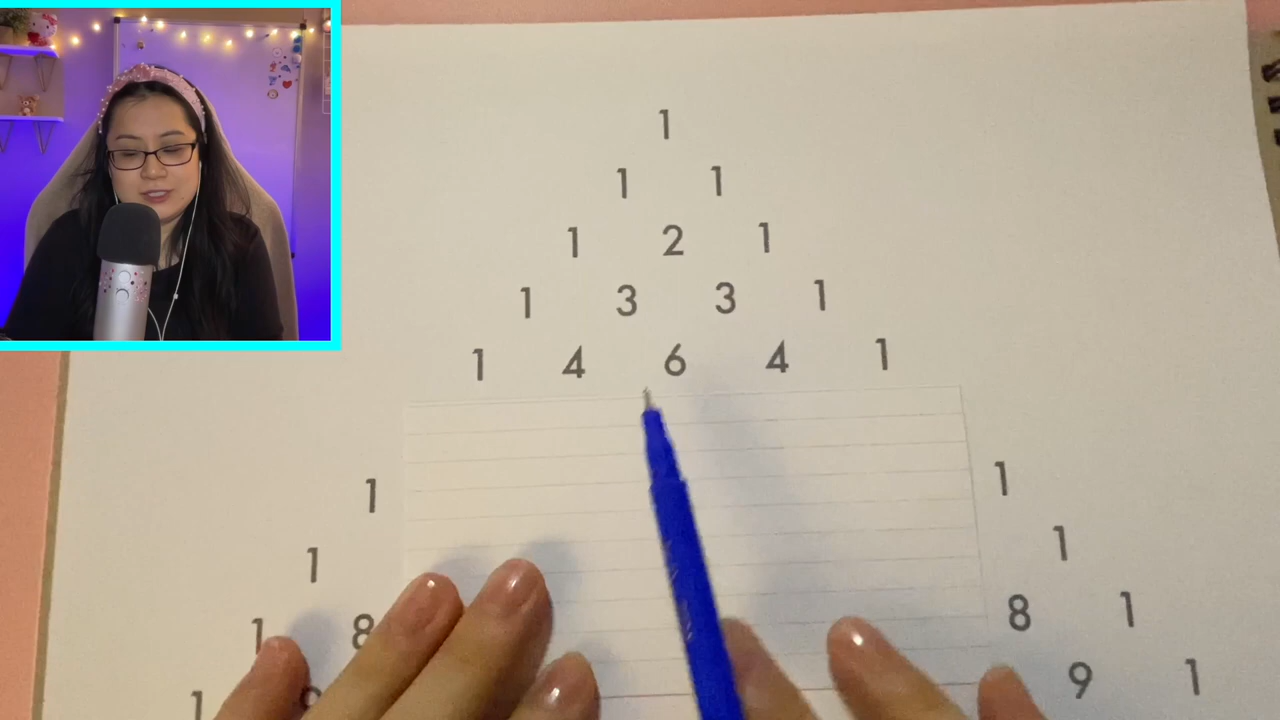 1
1 1
1 2 1
1 3 3 1
1 4 6 4 1
1 1
1 1
1 8 8 1
1 9 1